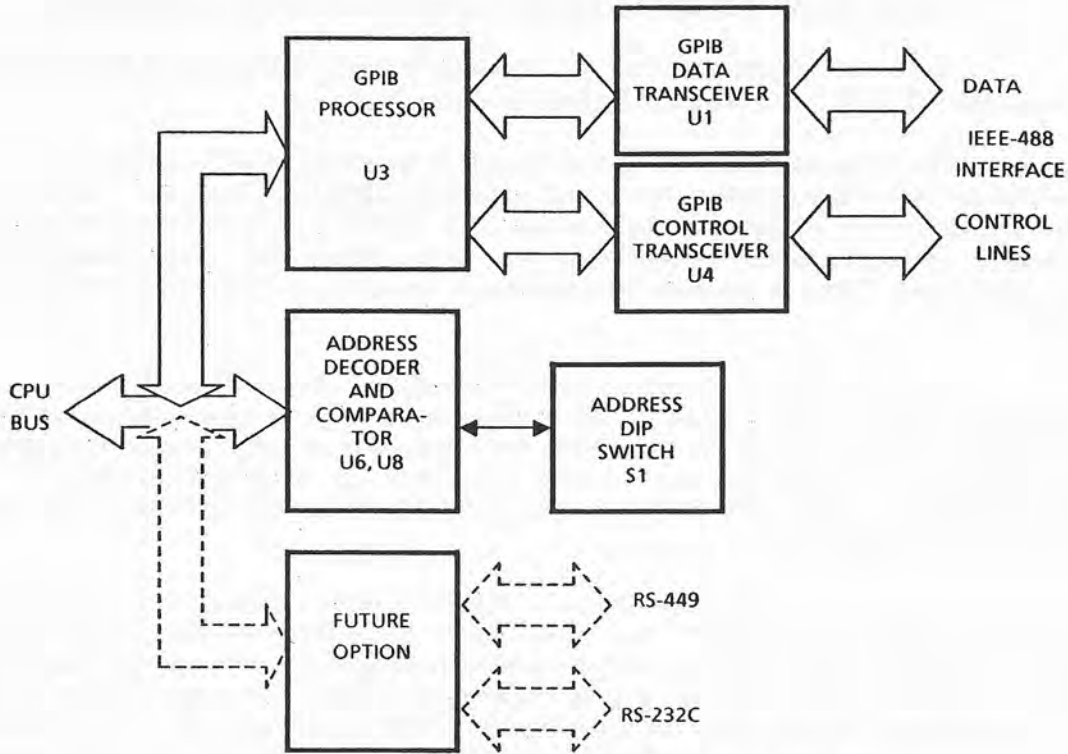 GPIB
PROCESSOR
U3
GPIB
DATA
TRANSCEIVER
U1
DATA
IEEE-488
INTERFACE
GPIB
CONTROL
TRANSCEIVER
U4
CONTROL
LINES
CPU
BUS
ADDRESS
DECODER
AND
COMPARA-
TOR
U6, U8
ADDRESS
DIP
SWITCH
S1
FUTURE
OPTION
RS-449
RS-232C